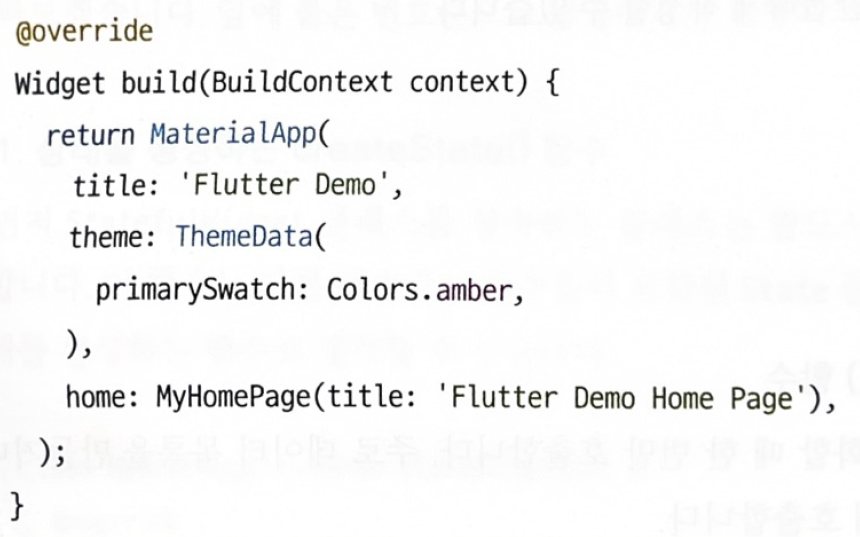 @override
Widget build(BuildContext context) {
return MaterialApp(
title: 'Flutter Demo',
theme: ThemeData(
primarySwatch: Colors.amber,
),
home: MyHomePage(title: 'Flutter Demo Home Page'),
);
}